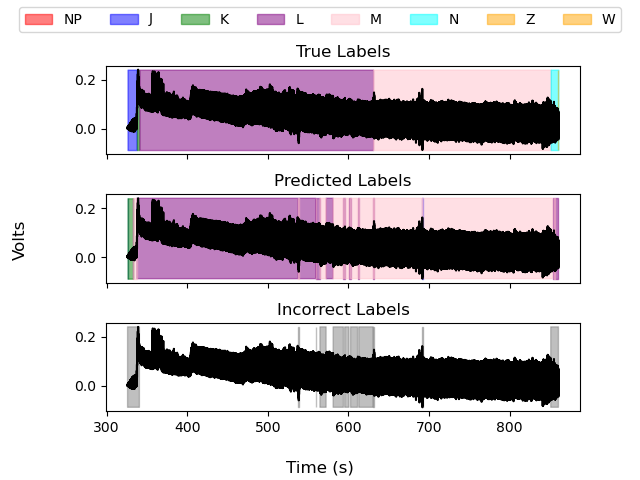 NP J K L M N Z W
True Labels
0.2
0.0
Predicted Labels
0.2
0.0
Volts
Incorrect Labels
0.2
0.0
300 400 500 600 700 800
Time (s)